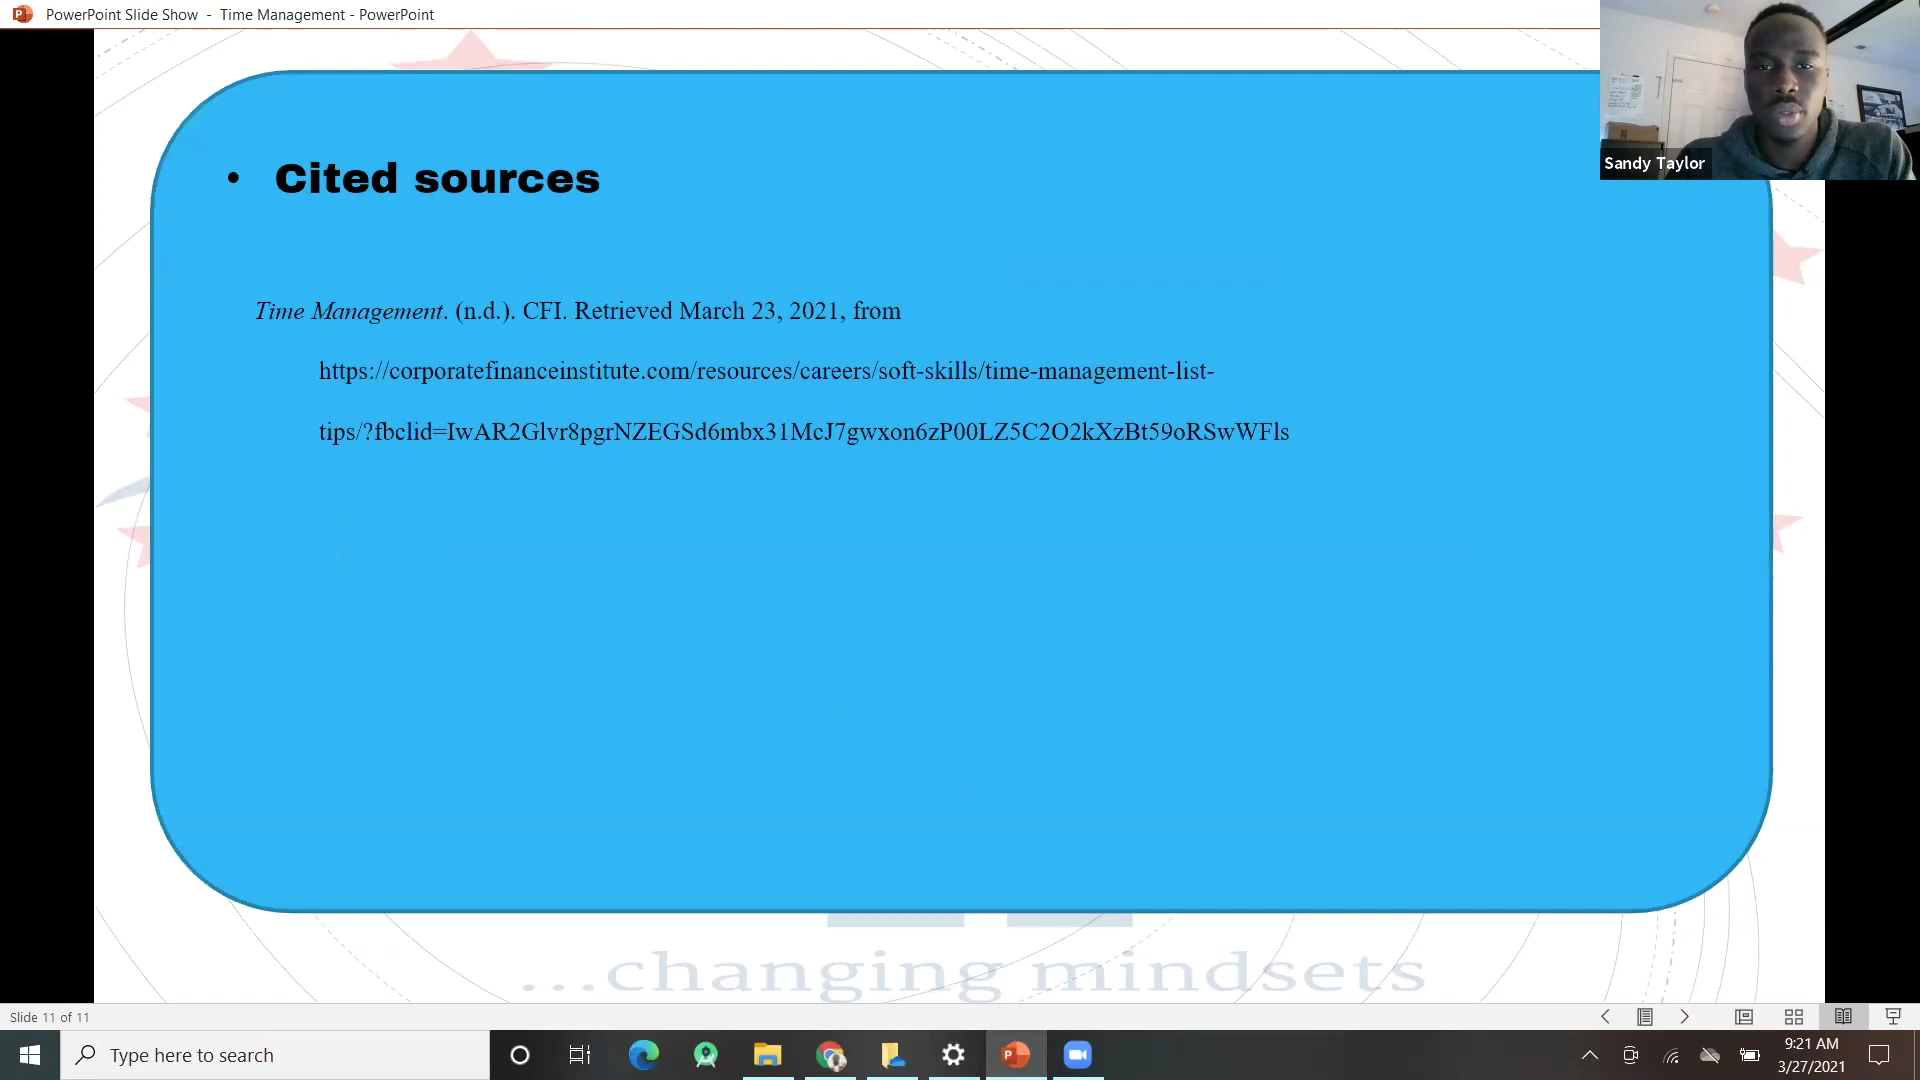 PowerPoint Slide Show - Time Management - PowerPoint
Sandy Taylor
• Cited sources
Time Management. (n.d.). CFI. Retrieved March 23, 2021, from
https://corporatefinanceinstitute.com/resources/careers/soft-skills/time-management-list-
tips/?fbclid=IwAR2Glvr8pgrNZEGSd6mbx31McJ7gwxon6zP00LZ5C2O2kXzBt59oRSwWFls
...changing mindsets
Slide 11 of 11
Type here to search
9:21 AM
3/27/2021